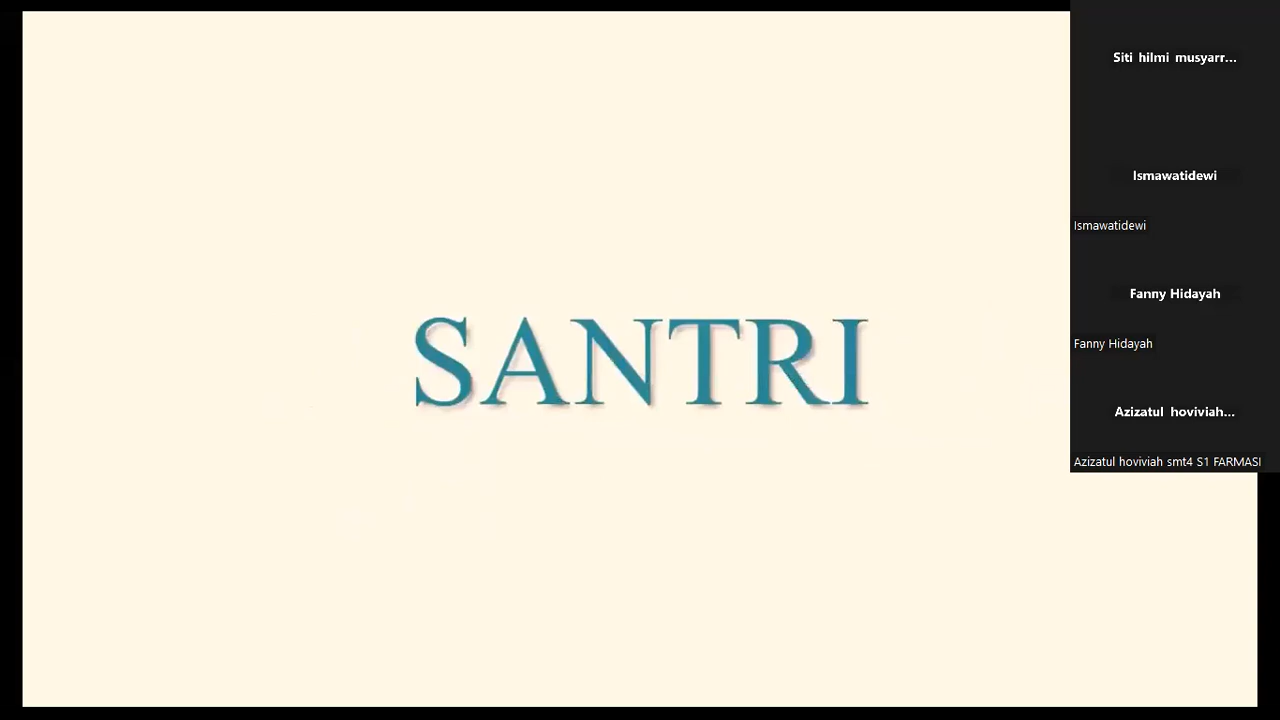 SANTRI
Siti hilmi musyarr...
Ismawatidewi
Ismawatidewi
Fanny Hidayah
Fanny Hidayah
Azizatul hoviviah...
Azizatul hoviviah smt4 S1 FARMASI